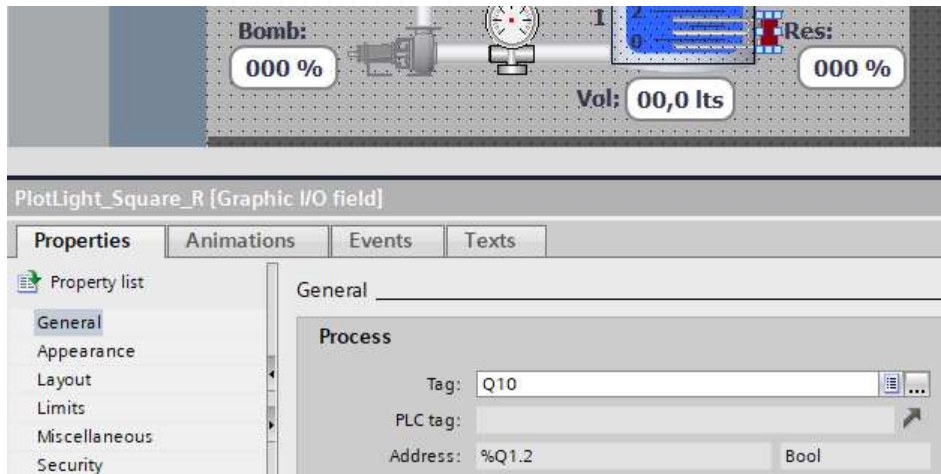 Bomb:
000 %
I
2
0
Res:
000 %
Vol:
00,0 lts
PlotLight_Square_R [Graphic I/O field]
Properties
Animations
Events
Texts
Property list
General
Appearance
Layout
Limits
Miscellaneous
Security
General
Process
Tag:
Q10
...
PLC tag:
Address:
%Q1.2
Bool